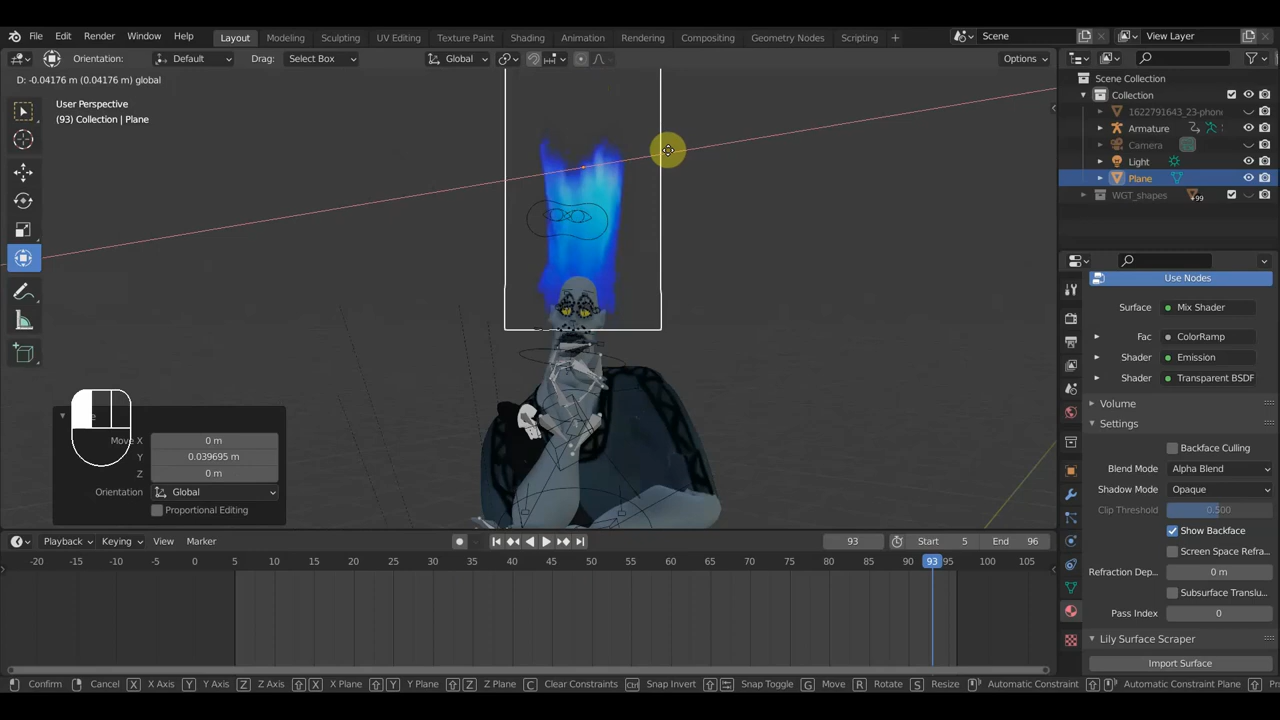 File Edit Render Window Help Layout Modeling Sculpting UV Editing Texture Paint Shading Animation Rendering Compositing Geometry Nodes Scripting + Scene View Layer
Orientation: Default Drag: Select Box Global Options
D: -0.04176 m (0.04176 m) global
User Perspective
(93) Collection | Plane
Scene Collection
Collection
1622791643_23-phon
Armature
Camera
Light
Plane
WGT_shapes
99
Use Nodes
Surface Mix Shader
Fac ColorRamp
Shader Emission
Shader Transparent BSDF
Volume
Settings
Backface Culling
Blend Mode Alpha Blend
Shadow Mode Opaque
Clip Threshold 0.500
Show Backface
Screen Space Refra...
Refraction Dep... 0 m
Subsurface Translu...
Pass Index 0
Lily Surface Scraper
Import Surface
Move X 0 m
Y 0.039695 m
Z 0 m
Orientation Global
Proportional Editing
Playback Keying View Marker 93 Start 5 End 96
-20 -15 -10 -5 0 5 10 15 20 25 30 35 40 45 50 55 60 65 70 75 80 85 90 93 95 100 105
Confirm Cancel X X Axis Y Y Axis Z Z Axis X X Plane Y Y Plane Z Z Plane C Clear Constraints Ctrl Snap Invert Snap Toggle G Move R Rotate S Resize Automatic Constraint Automatic Constraint Plane